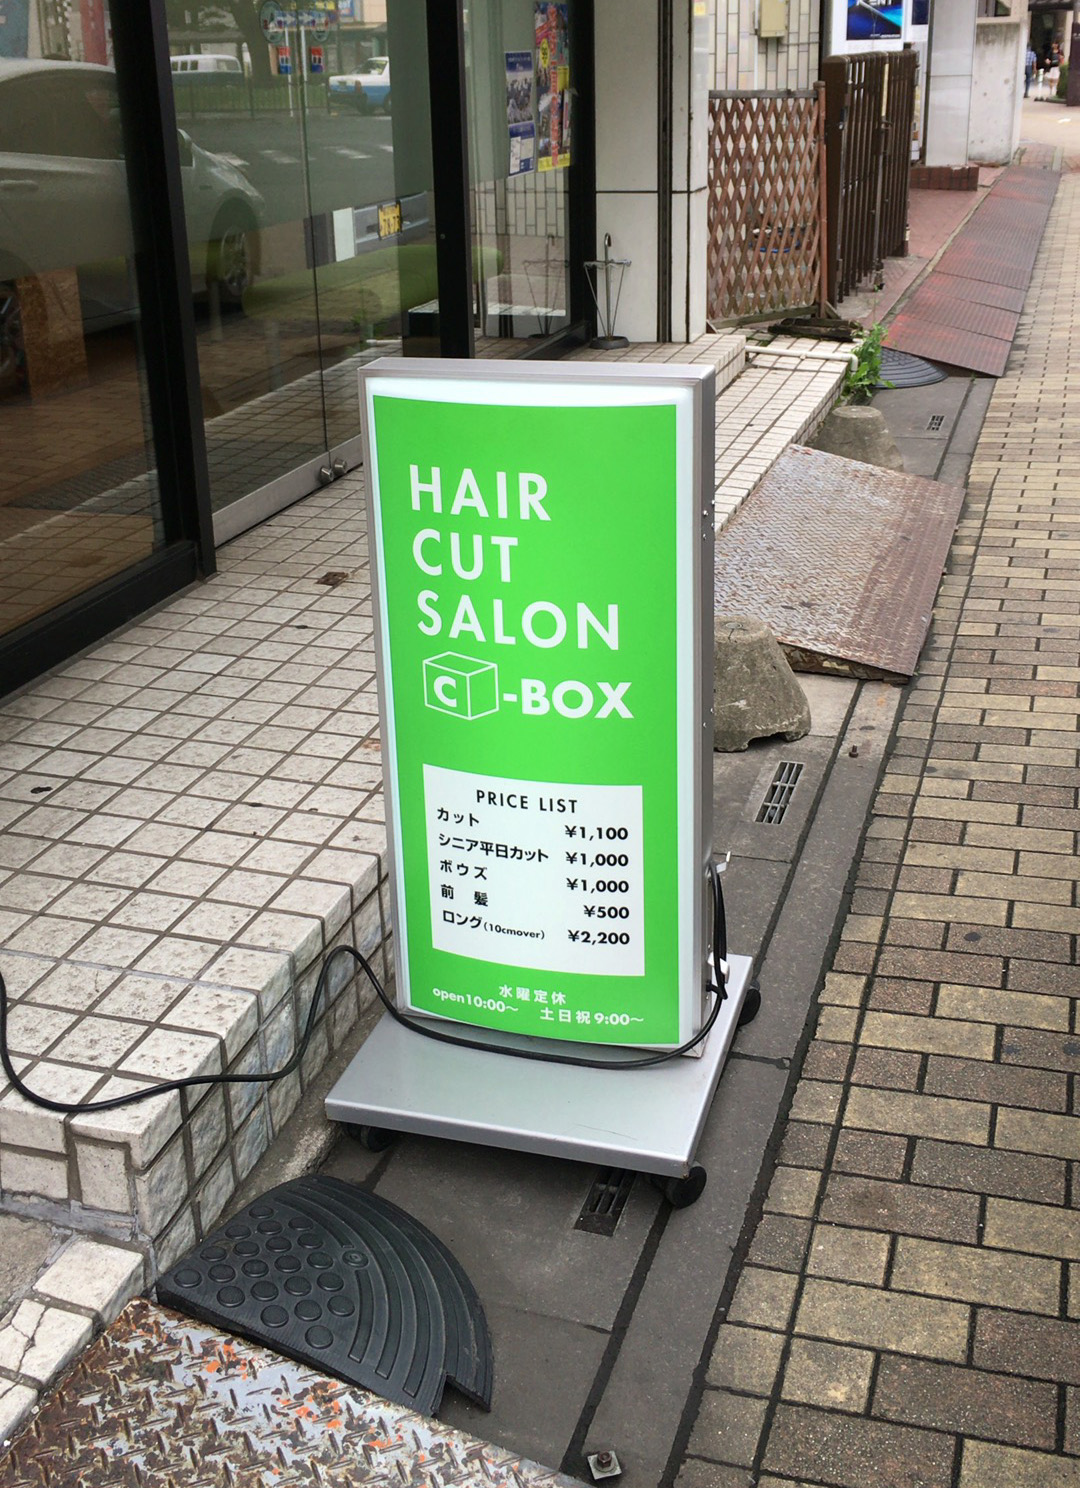 HAIR
CUT
SALON
C-BOX
PRICE LIST
カット ¥1,100
シニア平日カット ¥1,000
ボウズ ¥1,000
前 髪 ¥500
ロング(10cmover) ¥2,200
水曜定休
open10:00〜 土日祝9:00〜